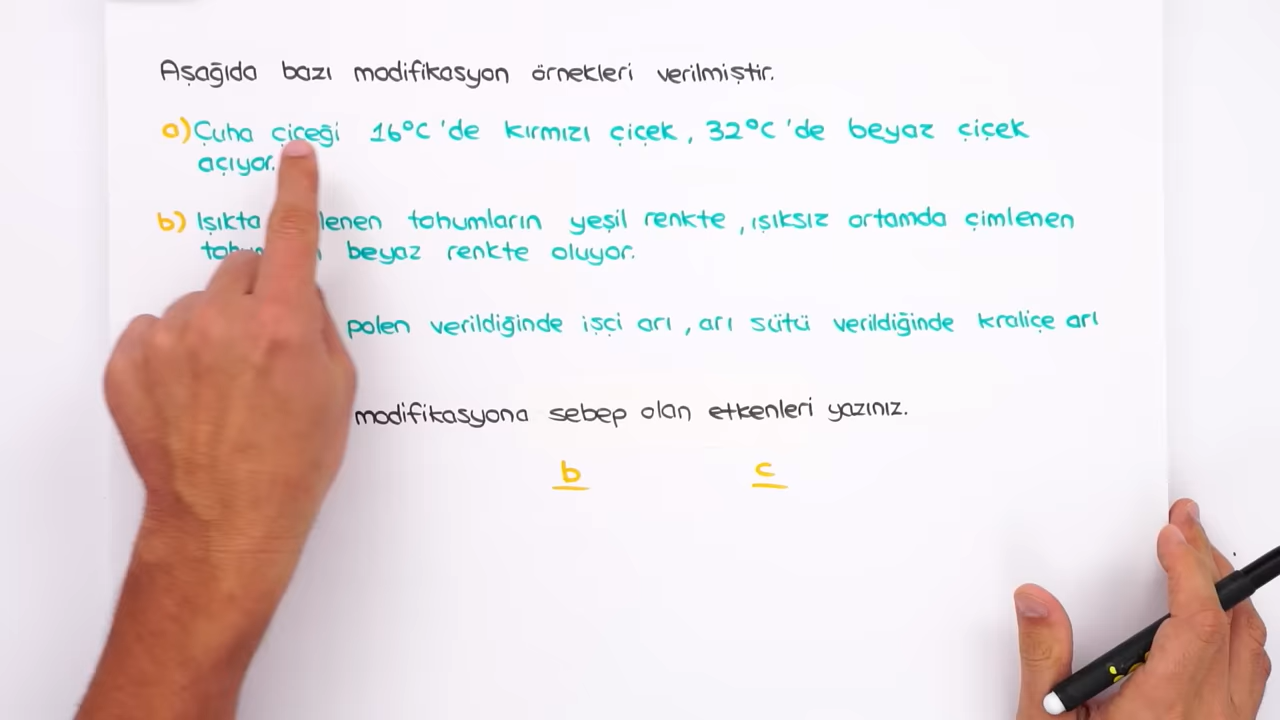 Aşağıda bazı modifikasyon örnekleri verilmiştir.
a) Çuha çiçeği 16°C 'de kırmızı çiçek, 32°C 'de beyaz çiçek
açıyor.
b) Işıkta tohumların yeşil renkte, ışıksız ortamda çimlenen
beyaz renkte oluyor.
polen verildiğinde işçi arı, arı sütü verildiğinde kraliçe arı
modifikasyona sebep olan etkenleri yazınız.
b c